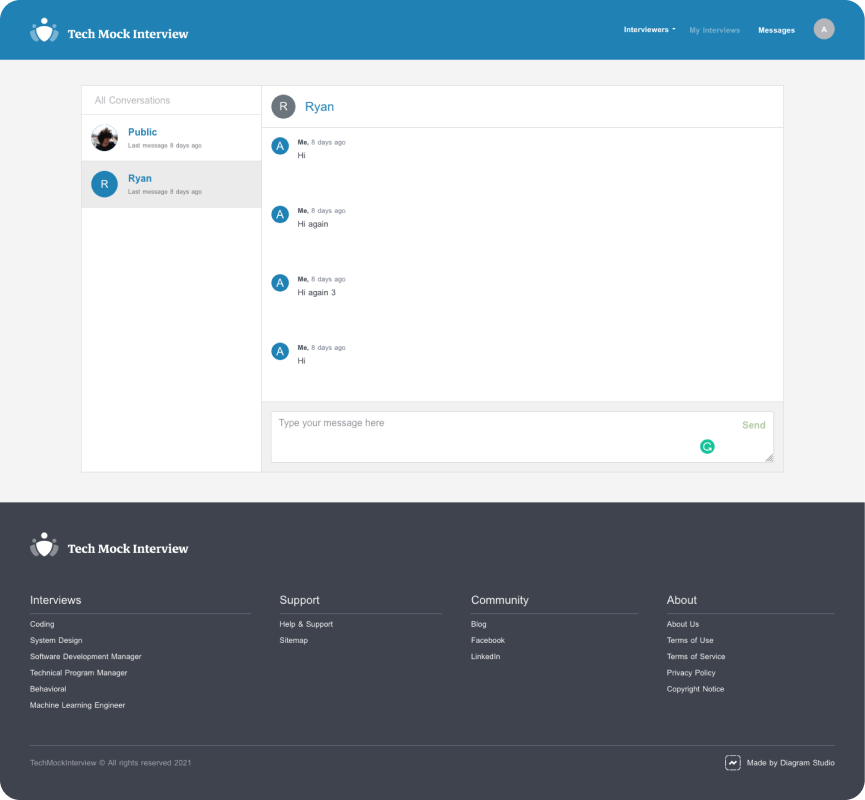 Tech Mock Interview
Interviewers
My Interviews
Messages
A
All Conversations
Public
Last message 8 days ago
R
Ryan
Last message 8 days ago
R
Ryan
A
Me, 8 days ago
Hi
A
Me, 8 days ago
Hi again
A
Me, 8 days ago
Hi again 3
A
Me, 8 days ago
Hi
Type your message here
Send
Tech Mock Interview
Interviews
Coding
System Design
Software Development Manager
Technical Program Manager
Behavioral
Machine Learning Engineer
Support
Help & Support
Sitemap
Community
Blog
Facebook
LinkedIn
About
About Us
Terms of Use
Terms of Service
Privacy Policy
Copyright Notice
TechMockInterview © All rights reserved 2021
Made by Diagram Studio